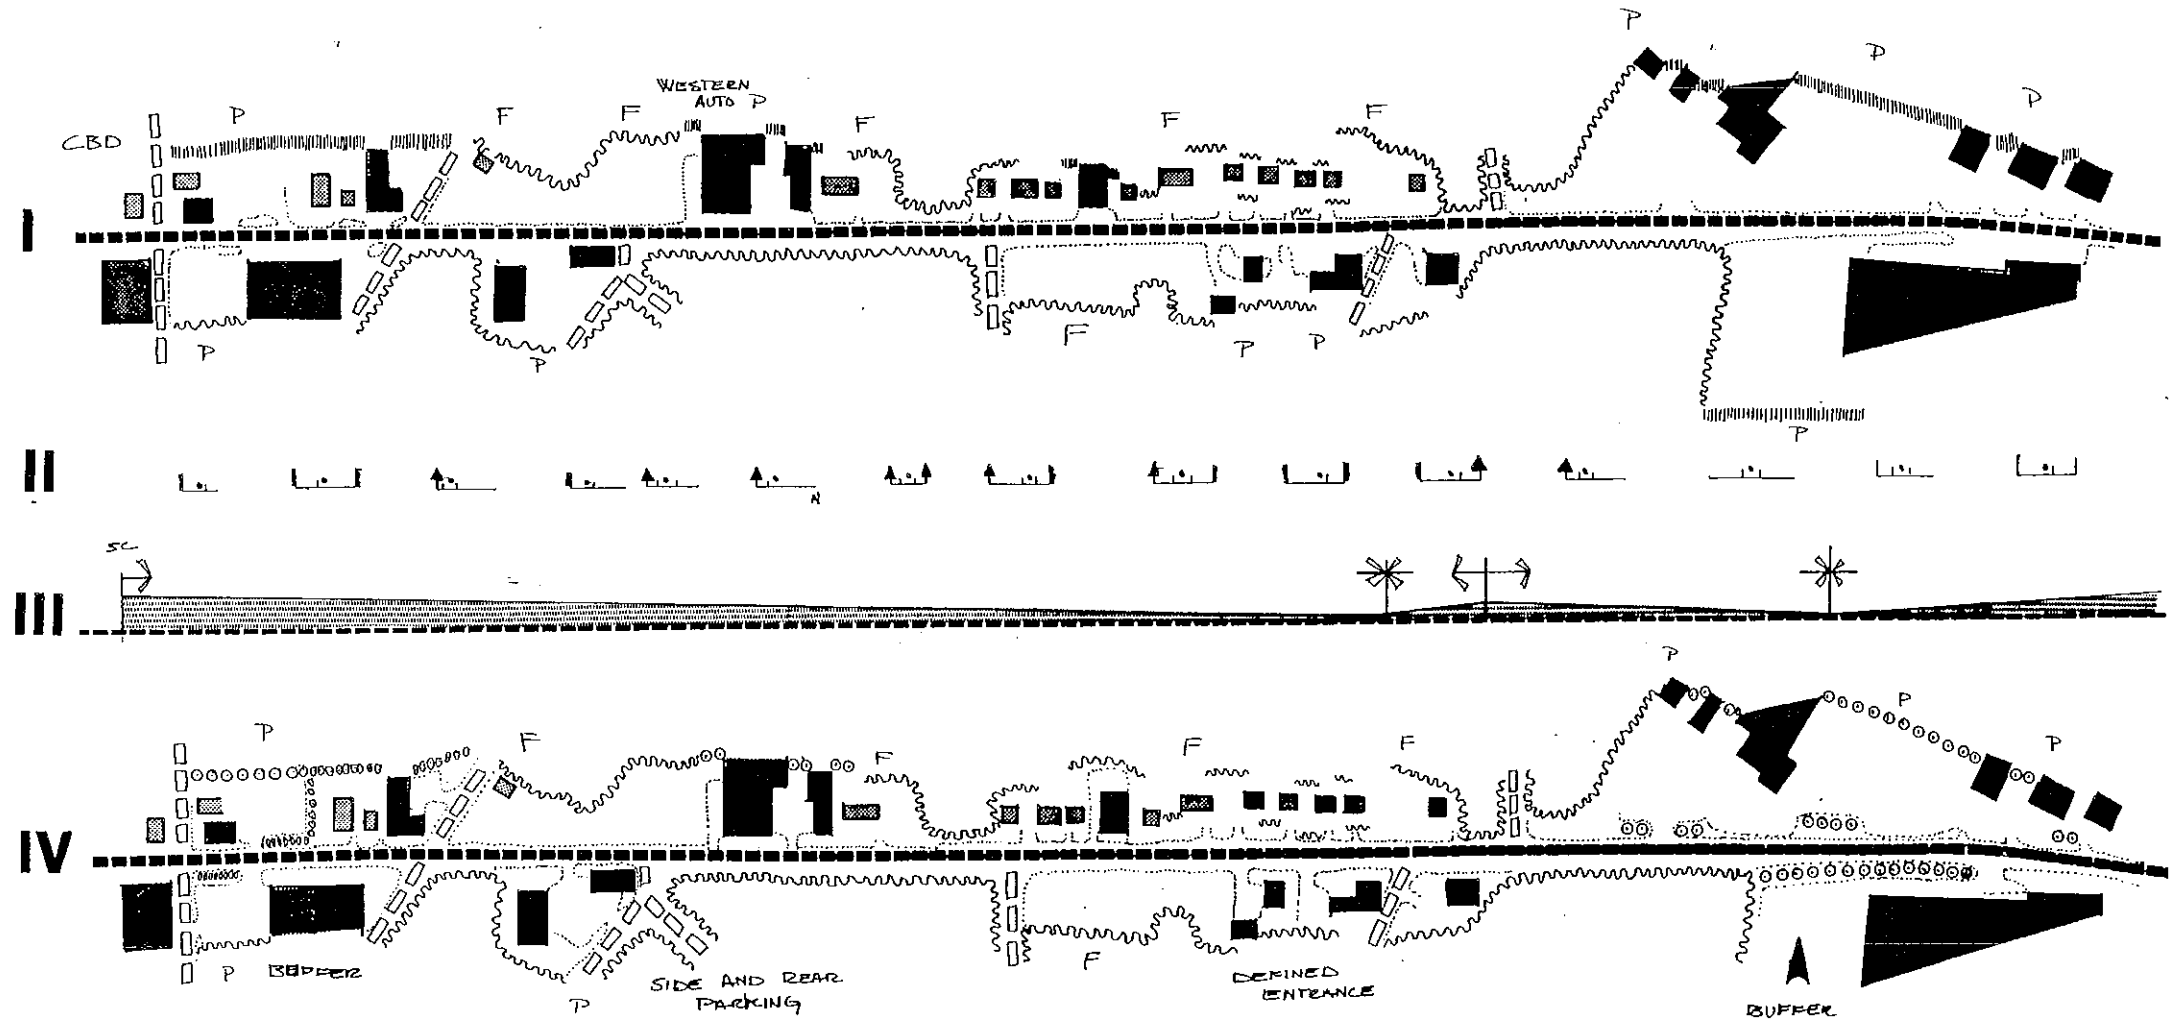 P
P
P
WESTERN
AUTO P
P
F
F
F
F
F
CBD
I
P
P
F
P
P
P
II
N
SC
III
P
P
P
P
F
F
F
F
IV
P
BUFFER
P
SIDE AND REAR
PARKING
F
DEFINED
ENTRANCE
BUFFER